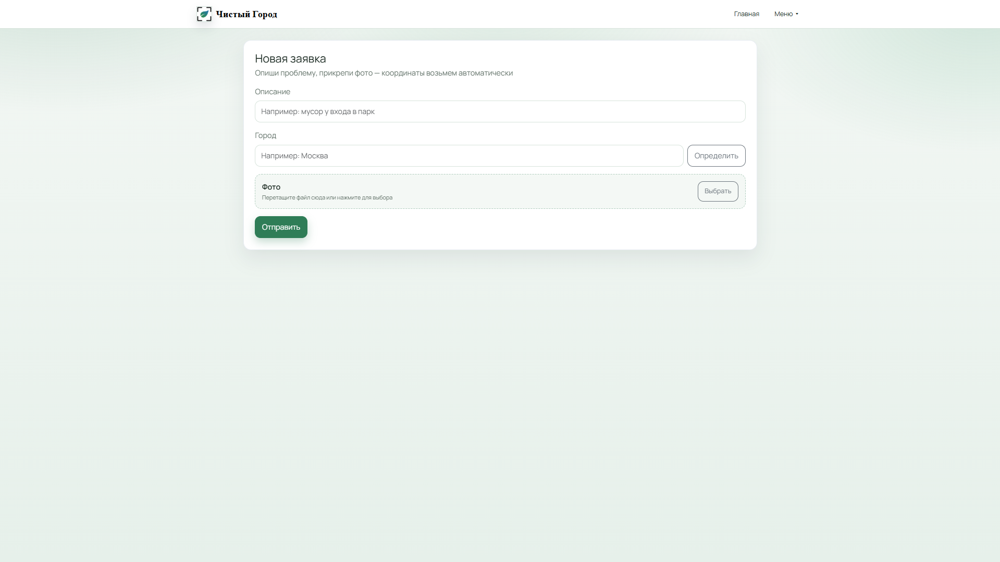 Чистый Город
Главная
Меню
Новая заявка
Опиши проблему, прикрепи фото — координаты возьмем автоматически
Описание
Например: мусор у входа в парк
Город
Например: Москва
Определить
Фото
Перетащите файл сюда или нажмите для выбора
Выбрать
Отправить